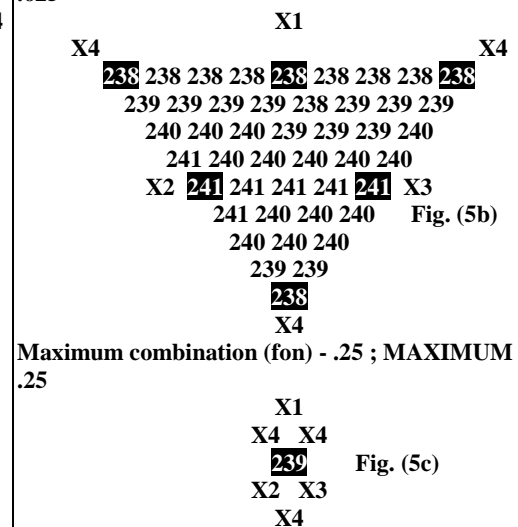 X1
X4 X4
238 238 238 238 238 238 238 238 238
239 239 239 239 238 239 239 239
240 240 240 239 239 239 240
241 240 240 240 240 240
X2 241 241 241 241 241 X3
241 240 240 240 Fig. (5b)
240 240 240
239 239
238
X4
Maximum combination (fon) - .25 ; MAXIMUM
.25
X1
X4 X4
239 Fig. (5c)
X2 X3
X4